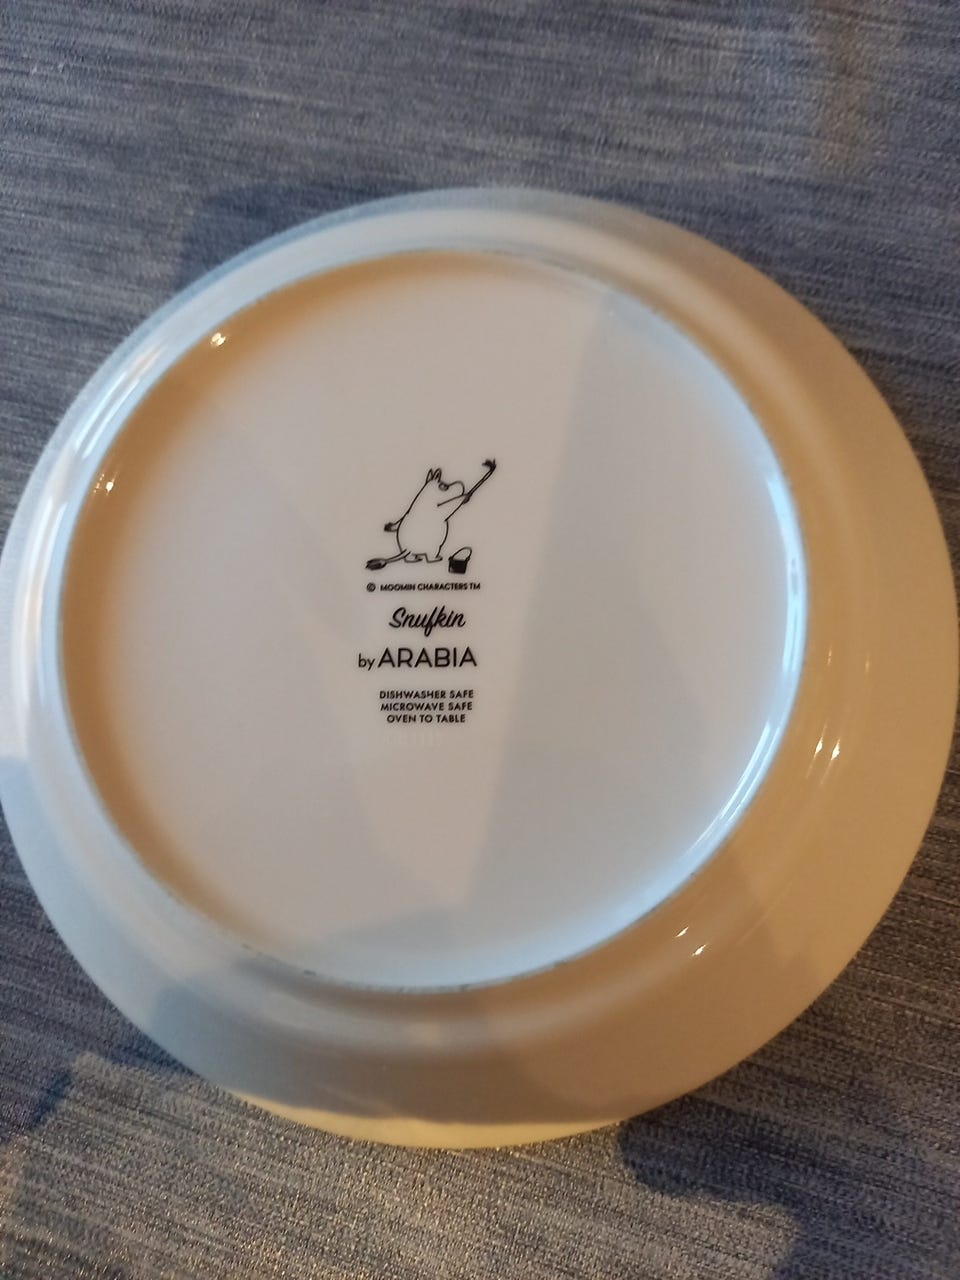 © MOOMIN CHARACTERS TM
Snufkin
by ARABIA
DISHWASHER SAFE
MICROWAVE SAFE
OVEN TO TABLE